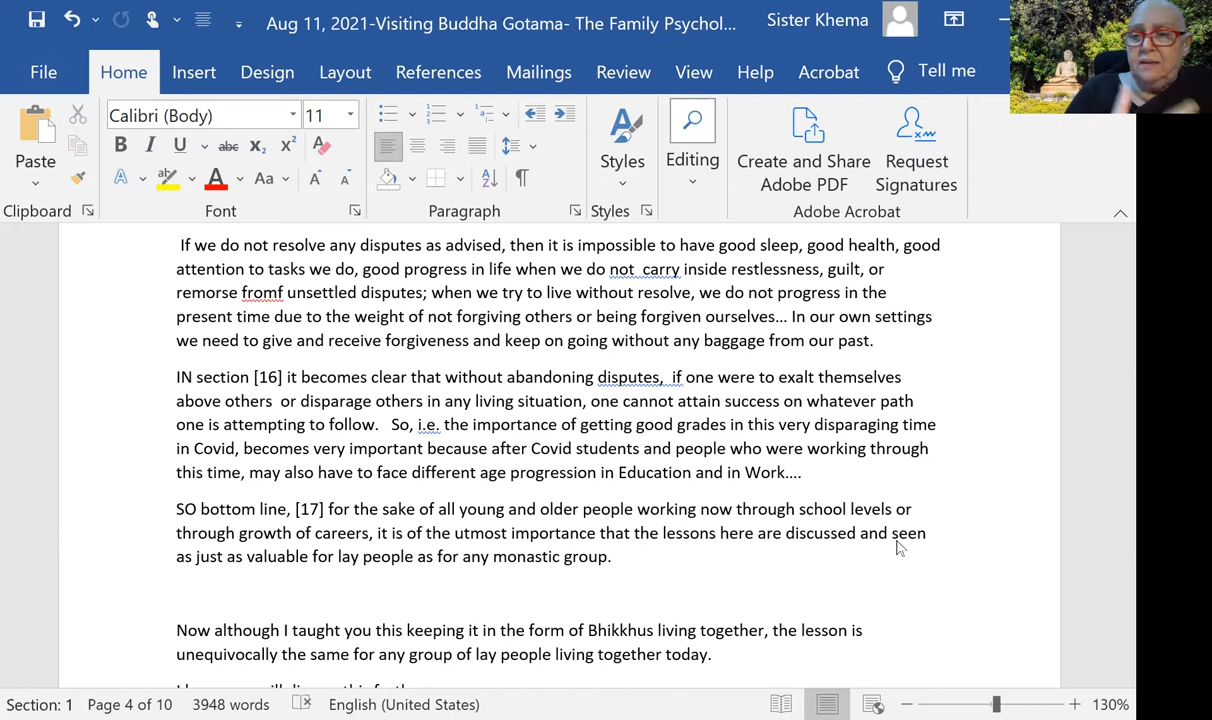 Aug 11, 2021-Visiting Buddha Gotama- The Family Psychol...
Sister Khema
File Home Insert Design Layout References Mailings Review View Help Acrobat Tell me
Calibri (Body) 11
Paste
Styles
Editing
Create and Share Adobe PDF
Request Signatures
Clipboard Font Paragraph Styles Adobe Acrobat
If we do not resolve any disputes as advised, then it is impossible to have good sleep, good health, good
attention to tasks we do, good progress in life when we do not  carry inside restlessness, guilt, or
remorse fromf unsettled disputes; when we try to live without resolve, we do not progress in the
present time due to the weight of not forgiving others or being forgiven ourselves... In our own settings
we need to give and receive forgiveness and keep on going without any baggage from our past.
IN section [16] it becomes clear that without abandoning disputes,  if one were to exalt themselves
above others  or disparage others in any living situation, one cannot attain success on whatever path
one is attempting to follow.   So, i.e. the importance of getting good grades in this very disparaging time
in Covid, becomes very important because after Covid students and people who were working through
this time, may also have to face different age progression in Education and in Work....
SO bottom line, [17] for the sake of all young and older people working now through school levels or
through growth of careers, it is of the utmost importance that the lessons here are discussed and seen
as just as valuable for lay people as for any monastic group.
Now although I taught you this keeping it in the form of Bhikkhus living together, the lesson is
unequivocally the same for any group of lay people living together today.
Section: 1 Page 4 of 10 3948 words English (United States) 130%